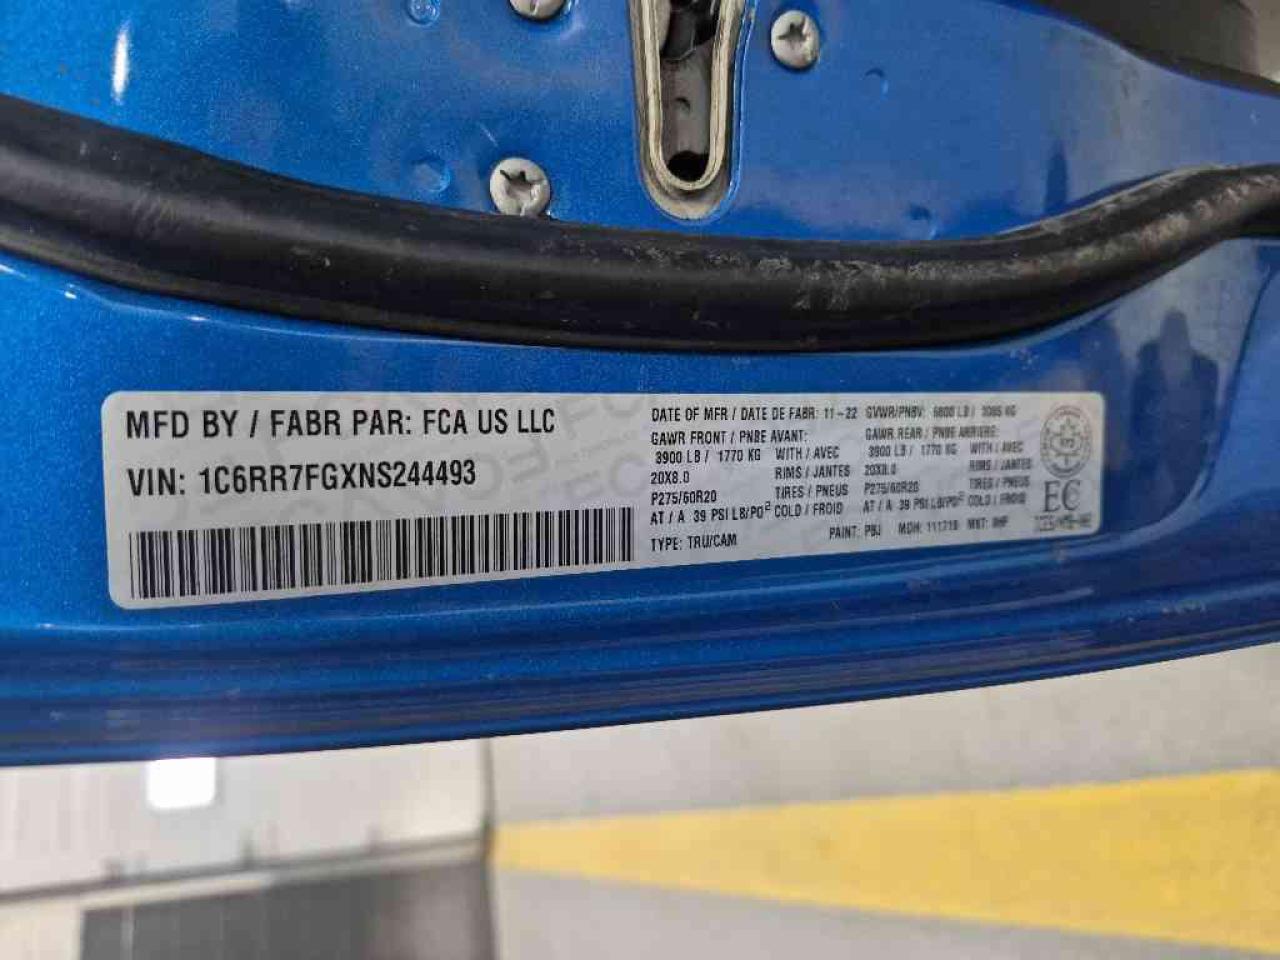 MFD BY / FABR PAR: FCA US LLC
VIN: 1C6RR7FGXNS244493
DATE OF MFR / DATE DE FABR: 11-22 GVWR/PNBV: 6800 LB / 3085 KG
GAWR FRONT / PNBE AVANT:
3900 LB / 1770 KG WITH / AVEC
20X8.0 RIMS / JANTES
P275/60R20 TIRES / PNEUS
AT / A 39 PSI LB/PO2 COLD / FROID
TYPE: TRU/CAM
GAWR REAR / PNBE ARRIERE:
3900 LB / 1770 KG WITH / AVEC
20X8.0 RIMS / JANTES
P275/60R20 TIRES / PNEUS
AT / A 39 PSI LB/PO2 COLD / FROID
PAINT: PBJ MDH: 111719
EC